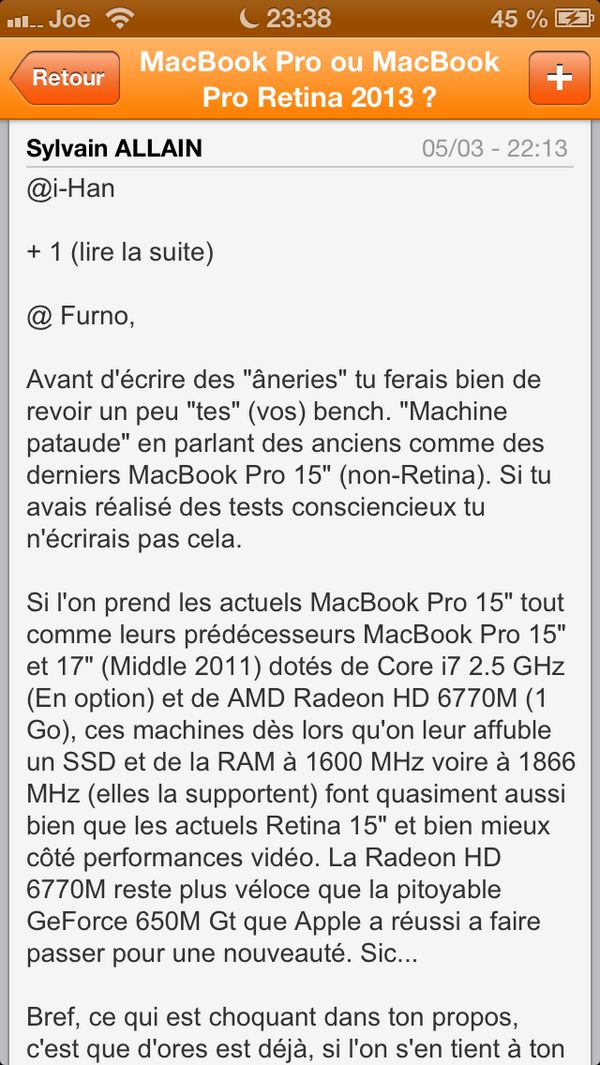 Joe 23:38 45 %
Retour
MacBook Pro ou MacBook
Pro Retina 2013 ?
+
Sylvain ALLAIN 05/03 - 22:13
@i-Han
+ 1 (lire la suite)
@ Furno,
Avant d'écrire des "âneries" tu ferais bien de
revoir un peu "tes" (vos) bench. "Machine
pataude" en parlant des anciens comme des
derniers MacBook Pro 15" (non-Retina). Si tu
avais réalisé des tests consciencieux tu
n'écrirais pas cela.
Si l'on prend les actuels MacBook Pro 15" tout
comme leurs prédécesseurs MacBook Pro 15"
et 17" (Middle 2011) dotés de Core i7 2.5 GHz
(En option) et de AMD Radeon HD 6770M (1
Go), ces machines dès lors qu'on leur affuble
un SSD et de la RAM à 1600 MHz voire à 1866
MHz (elles la supportent) font quasiment aussi
bien que les actuels Retina 15" et bien mieux
côté performances vidéo. La Radeon HD
6770M reste plus véloce que la pitoyable
GeForce 650M Gt que Apple a réussi a faire
passer pour une nouveauté. Sic...
Bref, ce qui est choquant dans ton propos,
c'est que d'ores est déjà, si l'on s'en tient à ton